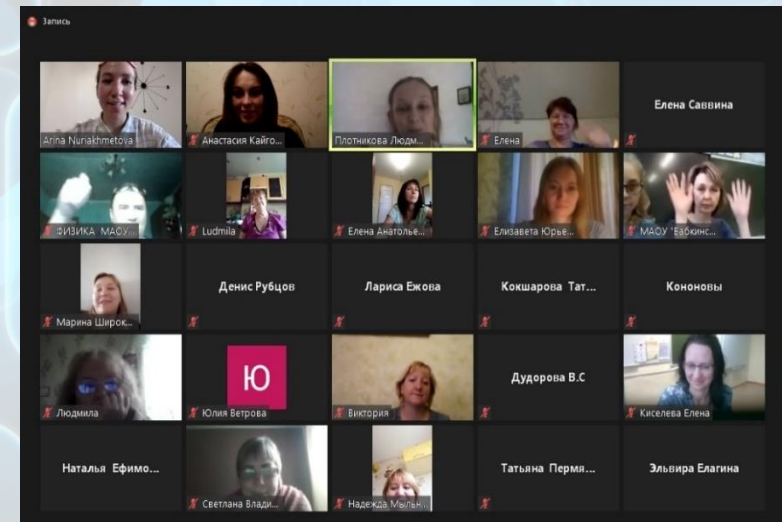 Запись
Arina Nuriakhmetova
Анастасия Кайго...
Плотникова Людм...
Елена
Елена Саввина
ФИЗИКА МАОУ...
Ludmila
Елена Анатолье...
Елизавета Юрье...
МАОУ "Бабкинс...
Марина Широк...
Денис Рубцов
Лариса Ежова
Кокшарова Тат...
Кононовы
Людмила
Ю
Юлия Ветрова
Виктория
Дудорова В.С
Киселева Елена
Наталья Ефимо...
Светлана Влади...
Надежда Мыльн...
Татьяна Пермя...
Эльвира Елагина